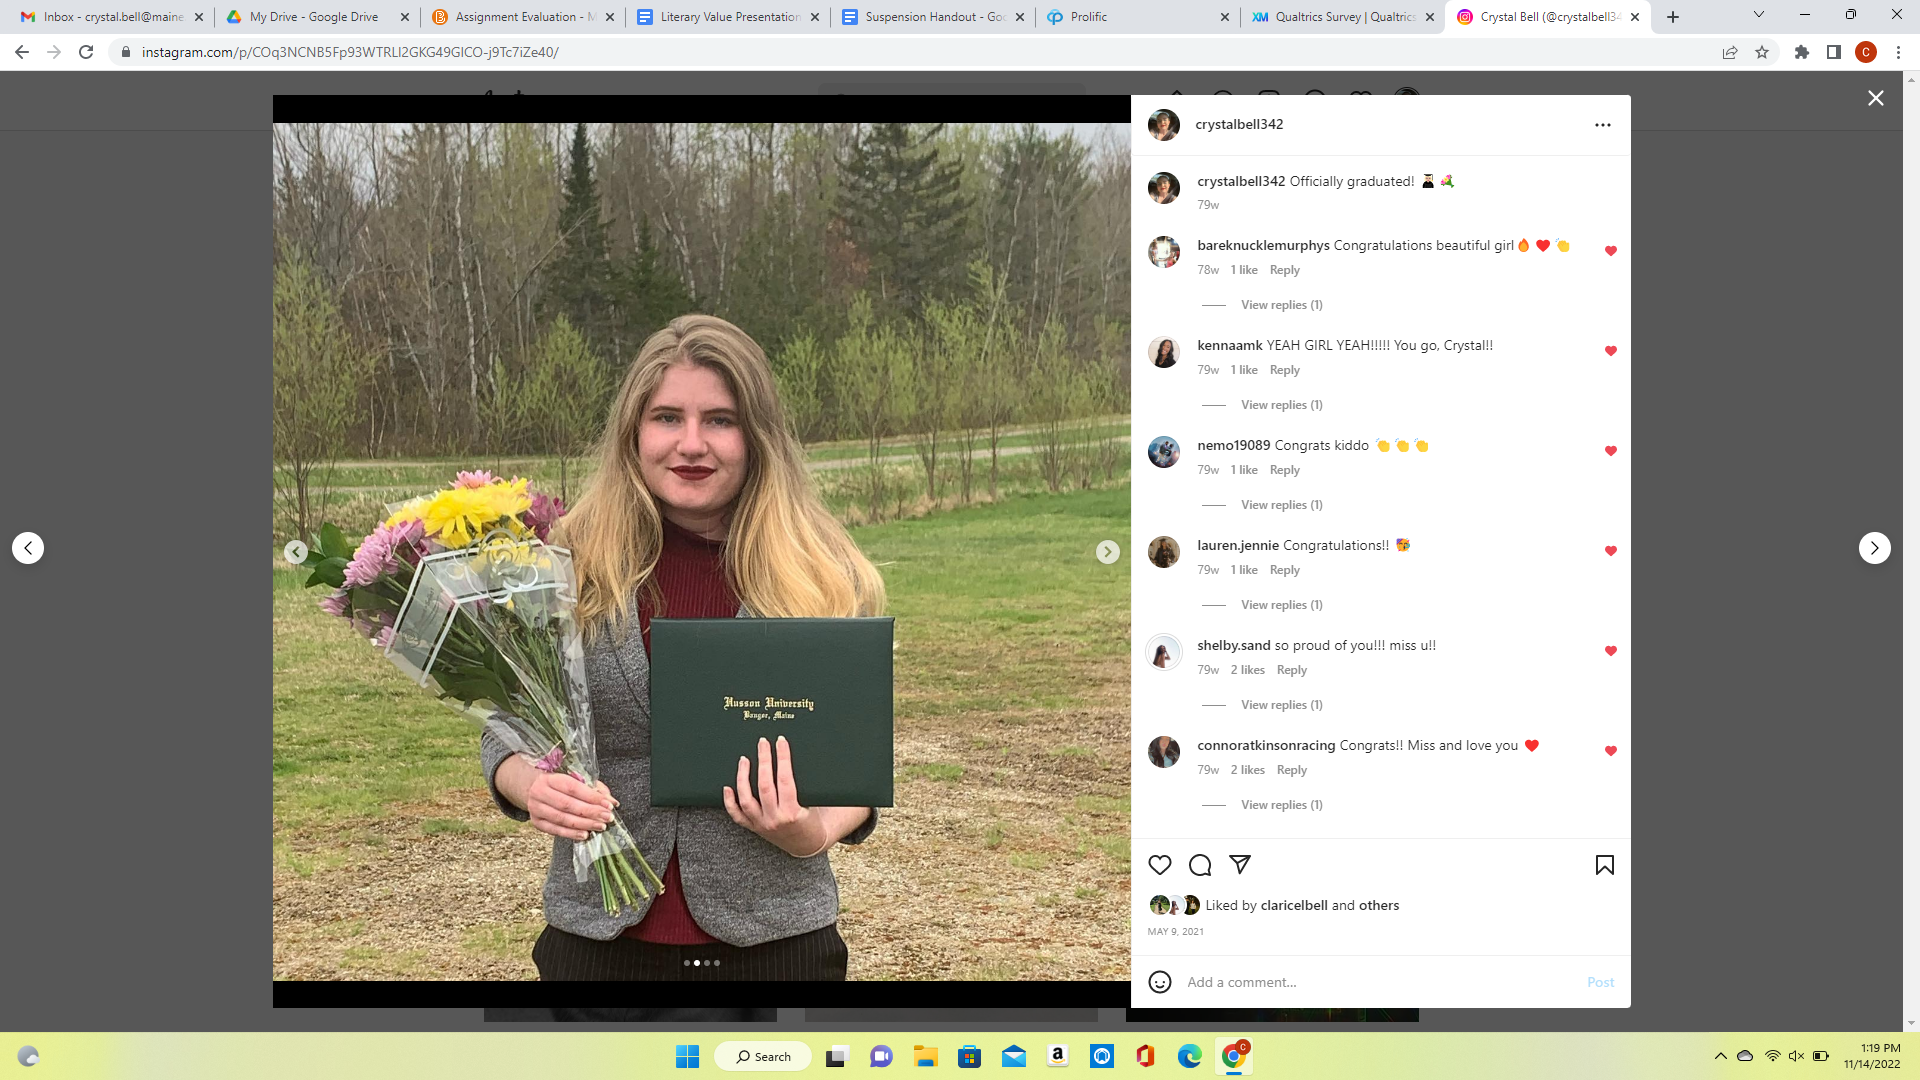 Inbox - crystal.bell@maine
My Drive - Google Drive
Assignment Evaluation - M
Literary Value Presentation
Suspension Handout - Goo
Prolific
XM Qualtrics Survey | Qualtrics
Crystal Bell (@crystalbell34
instagram.com/p/COq3NCNB5Fp93WTRLI2GKG49GICO-j9Tc7iZe40/
C
crystalbell342
crystalbell342 Officially graduated! 👩‍🎓 💐
79w
bareknucklemurphys Congratulations beautiful girl🔥 ❤️ 👏
78w 1 like Reply
View replies (1)
kennaamk YEAH GIRL YEAH!!!!! You go, Crystal!!
79w 1 like Reply
View replies (1)
nemo19089 Congrats kiddo 👏 👏 👏
79w 1 like Reply
View replies (1)
lauren.jennie Congratulations!! 🥳
79w 1 like Reply
View replies (1)
shelby.sand so proud of you!!! miss u!!
79w 2 likes Reply
View replies (1)
connoratkinsonracing Congrats!! Miss and love you ❤️
79w 2 likes Reply
View replies (1)
Husson University
Bangor, Maine
Liked by claricelbell and others
MAY 9, 2021
Add a comment...
Post
Search
a
C
1:19 PM
11/14/2022